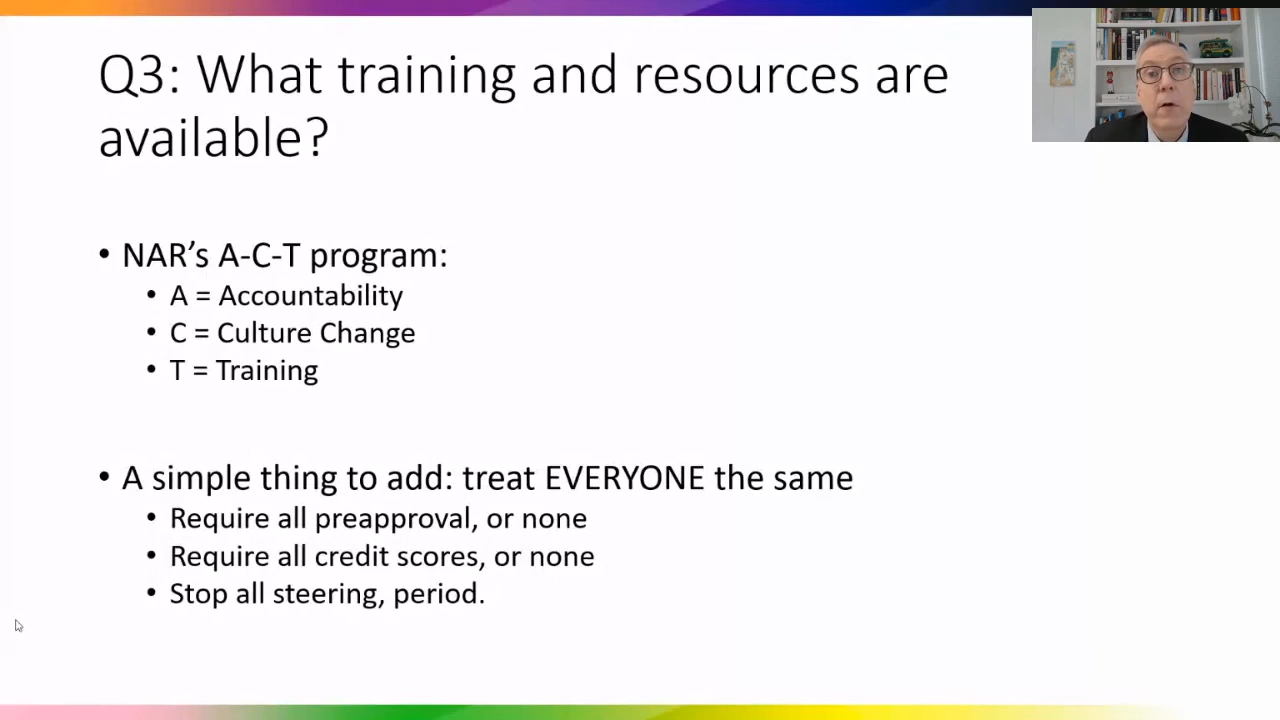 Q3: What training and resources are
available?
• NAR’s A-C-T program:
• A = Accountability
• C = Culture Change
• T = Training
• A simple thing to add: treat EVERYONE the same
• Require all preapproval, or none
• Require all credit scores, or none
• Stop all steering, period.